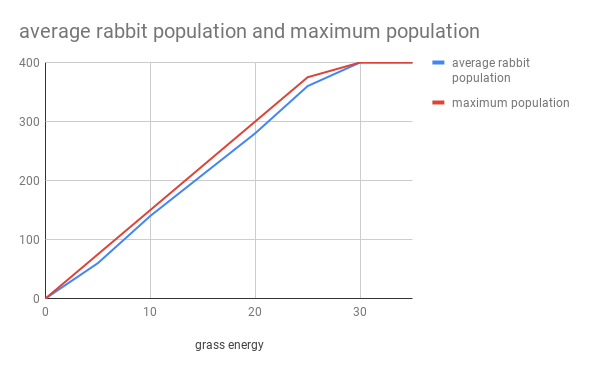 average rabbit population and maximum population
400
300
200
100
0
0 10 20 30
grass energy
average rabbit
population
maximum population